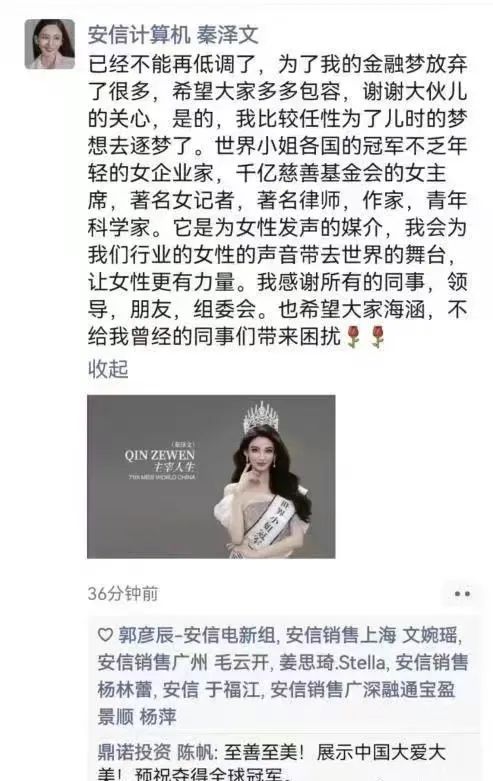 安信计算机 秦泽文
已经不能再低调了，为了我的金融梦放弃
了很多，希望大家多多包容，谢谢大伙儿
的关心，是的，我比较任性为了儿时的梦
想去逐梦了。世界小姐各国的冠军不乏年
轻的女企业家，千亿慈善基金会的女主
席，著名女记者，著名律师，作家，青年
科学家。它是为女性发声的媒介，我会为
我们行业的女性的声音带去世界的舞台，
让女性更有力量。我感谢所有的同事，领
导，朋友，组委会。也希望大家海涵，不
给我曾经的同事们带来困扰🌹🌹
收起
（秦泽文）
QIN ZEWEN
主宰人生
71th MISS WORLD CHINA
世界小姐冠军
36分钟前
郭彦辰-安信电新组, 安信销售上海 文婉瑶,
安信销售广州 毛云开, 姜思琦.Stella, 安信销售
杨林蕾, 安信 于福江, 安信销售广深融通宝盈
景顺 杨萍
鼎诺投资 陈帆: 至善至美！展示中国大爱大
美！预祝夺得全球冠军。